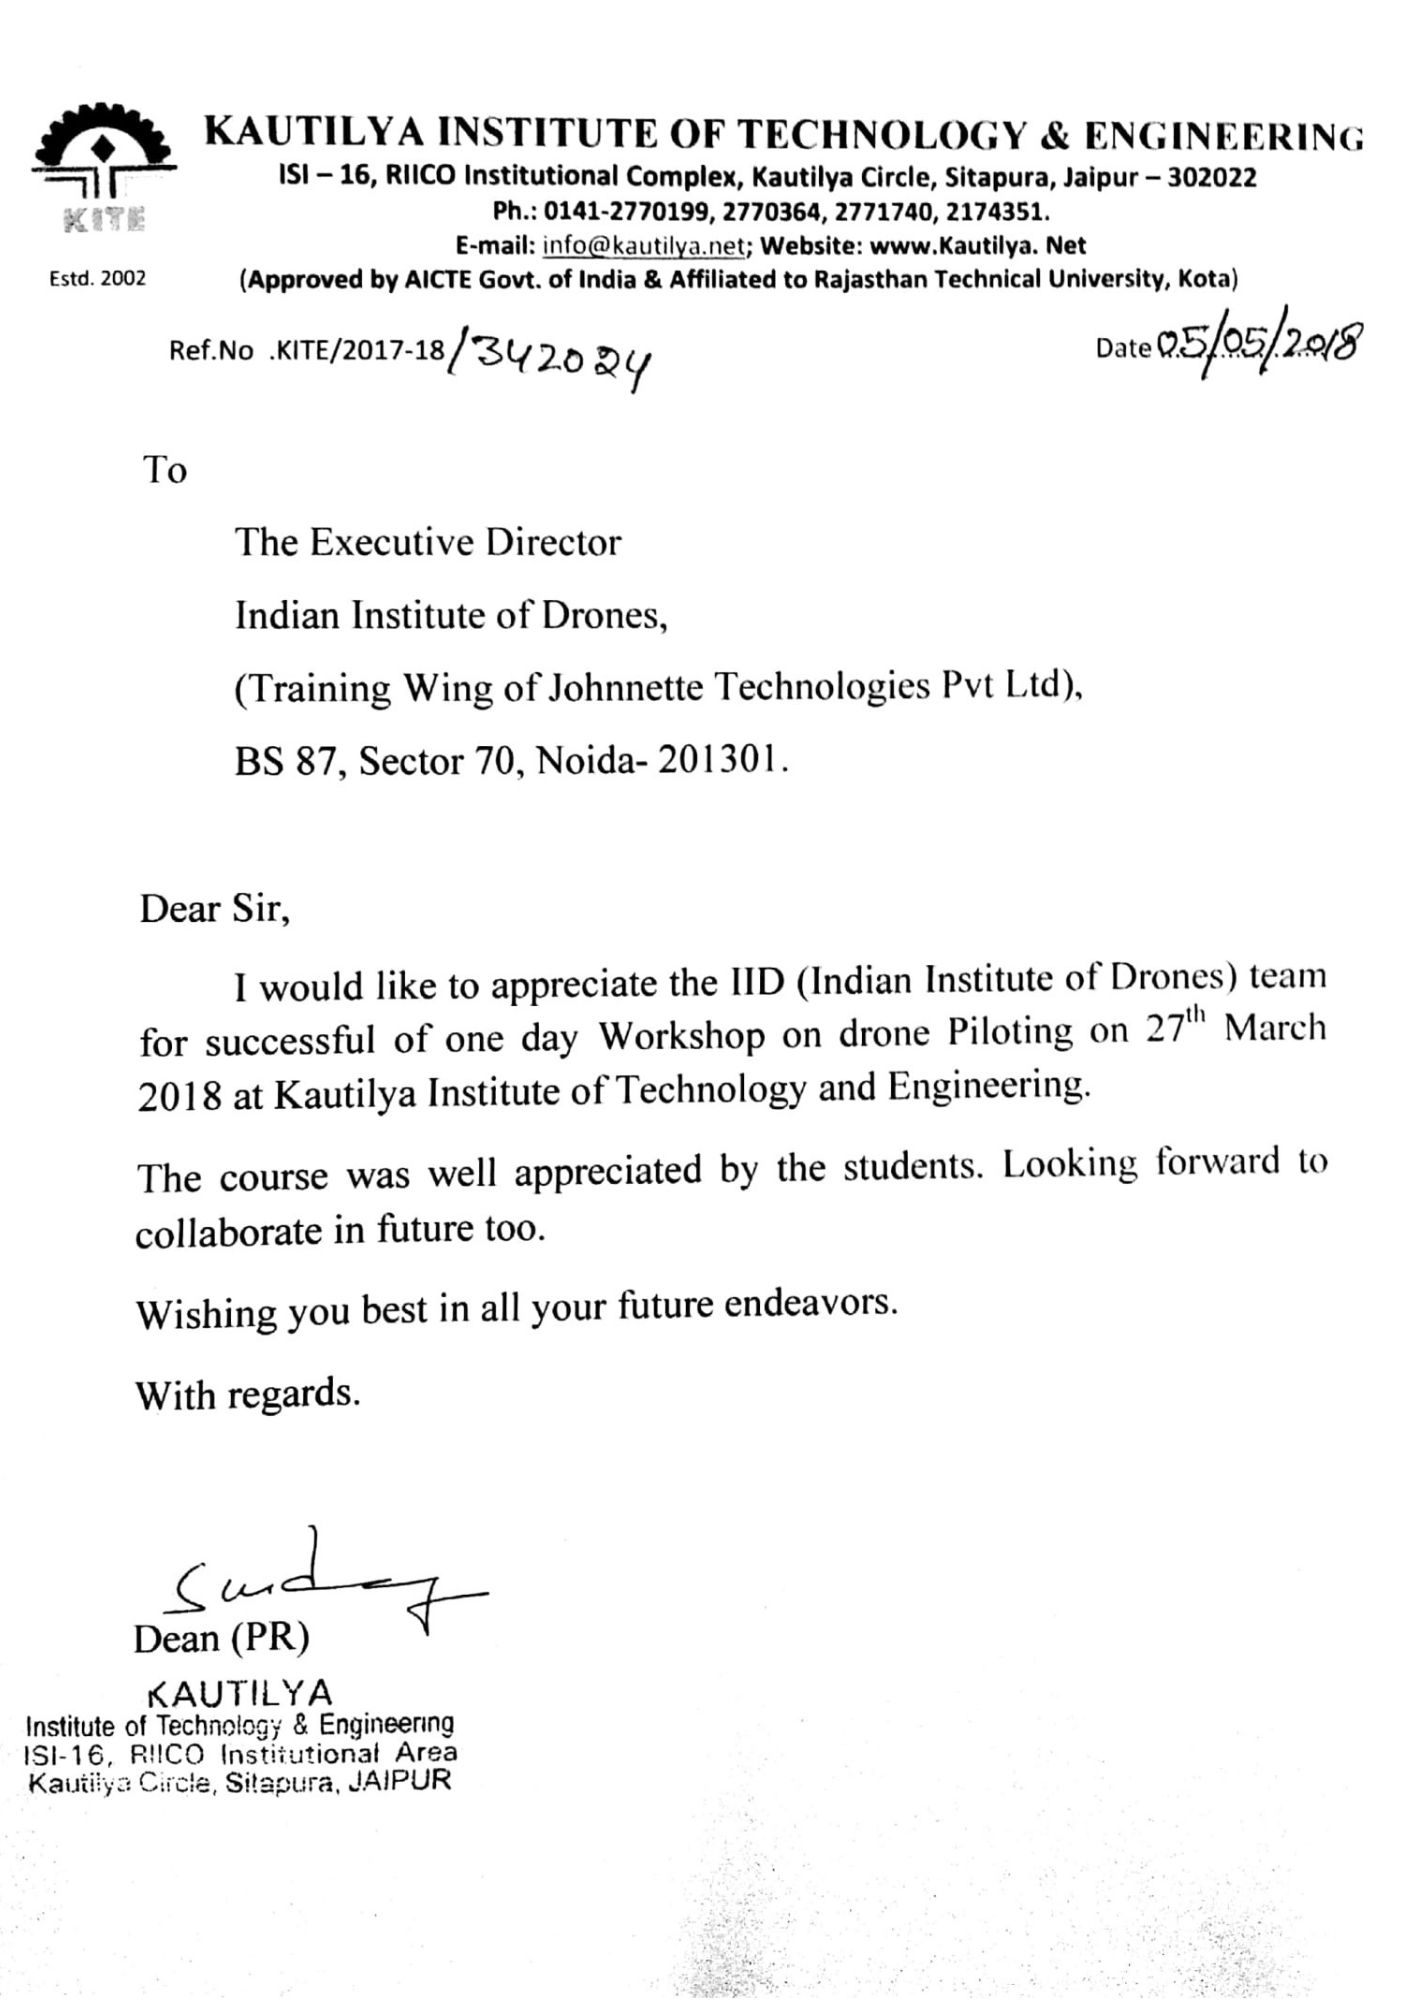 KAUTILYA INSTITUTE OF TECHNOLOGY & ENGINEERING
ISI – 16, RIICO Institutional Complex, Kautilya Circle, Sitapura, Jaipur – 302022
Ph.: 0141-2770199, 2770364, 2771740, 2174351.
KITE
E-mail: info@kautilya.net; Website: www.Kautilya. Net
Estd. 2002
(Approved by AICTE Govt. of India & Affiliated to Rajasthan Technical University, Kota)
Ref.No .KITE/2017-18/342024
Date 05/05/2018
To
The Executive Director
Indian Institute of Drones,
(Training Wing of Johnnette Technologies Pvt Ltd),
BS 87, Sector 70, Noida- 201301.
Dear Sir,
I would like to appreciate the IID (Indian Institute of Drones) team
for successful of one day Workshop on drone Piloting on 27th March
2018 at Kautilya Institute of Technology and Engineering.
The course was well appreciated by the students. Looking forward to
collaborate in future too.
Wishing you best in all your future endeavors.
With regards.
Dean (PR)
KAUTILYA
Institute of Technology & Engineering
ISI-16, RIICO Institutional Area
Kautilya Circle, Sitapura, JAIPUR